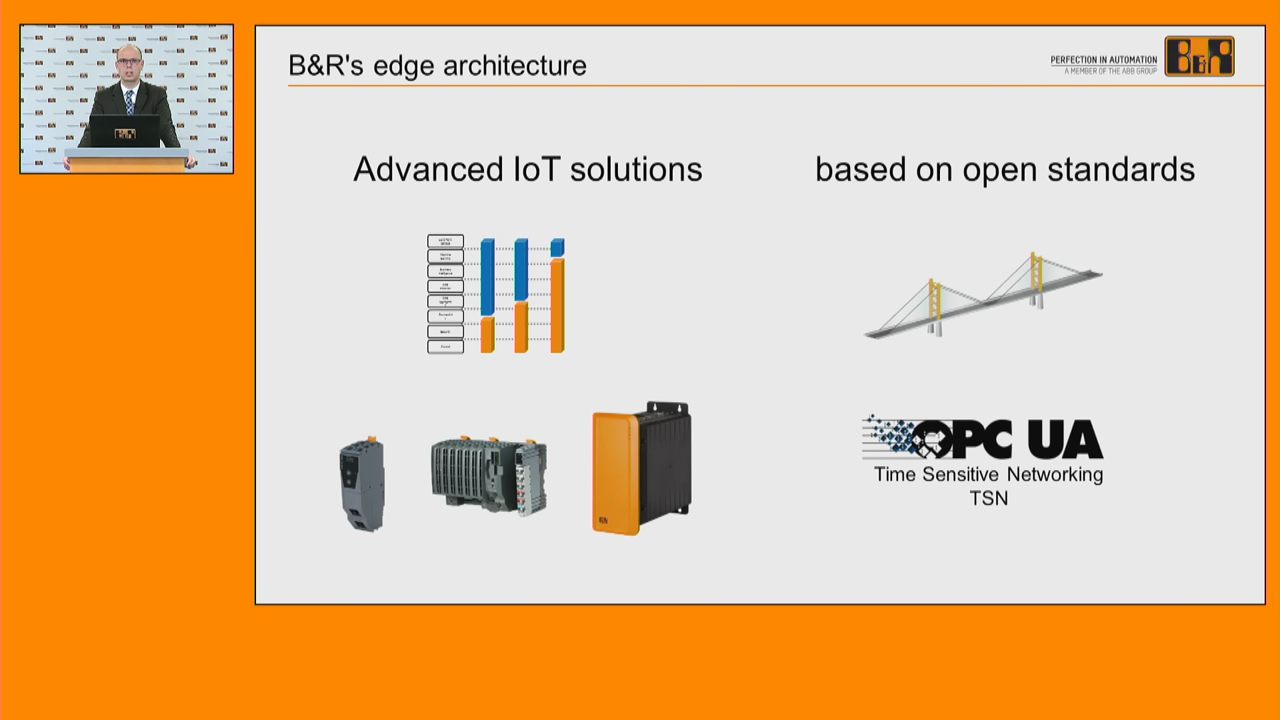 B&R's edge architecture
PERFECTION IN AUTOMATION
A MEMBER OF THE ABB GROUP
B&R
Advanced IoT solutions
based on open standards
OPC UA
Time Sensitive Networking
TSN
B&R